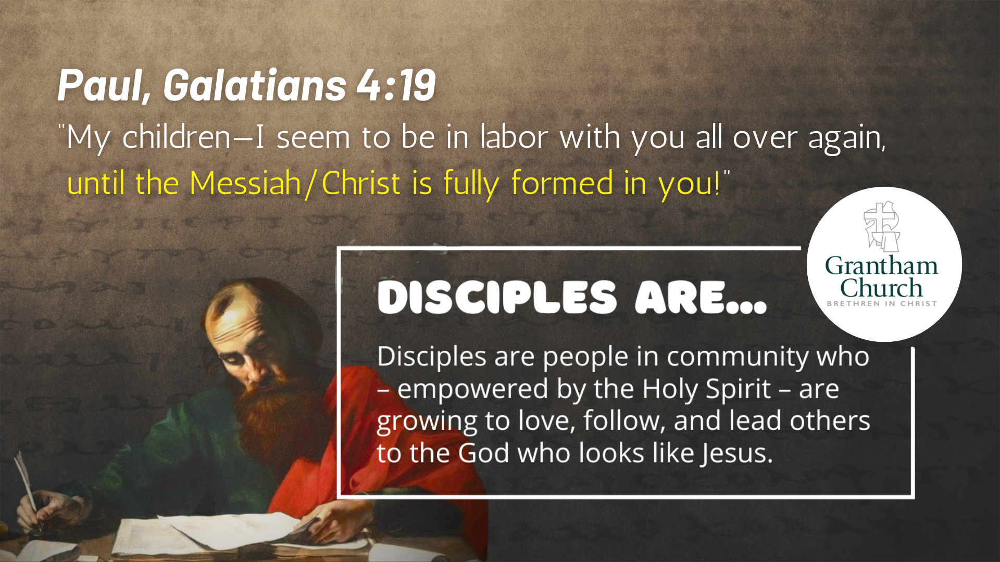 Paul, Galatians 4:19
"My children–I seem to be in labor with you all over again,
until the Messiah/Christ is fully formed in you!"
Grantham
Church
BRETHREN IN CHRIST
DISCIPLES ARE...
Disciples are people in community who
– empowered by the Holy Spirit – are
growing to love, follow, and lead others
to the God who looks like Jesus.